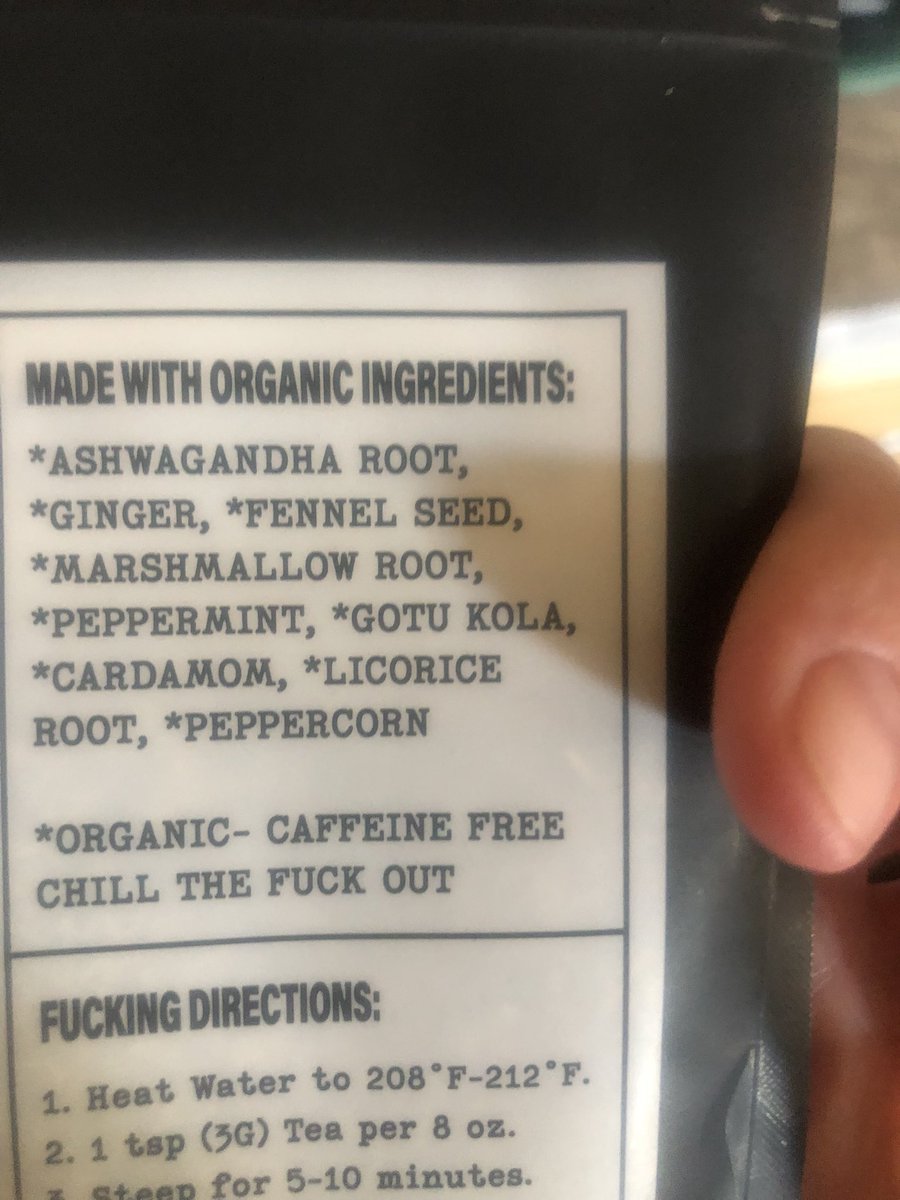 MADE WITH ORGANIC INGREDIENTS:
*ASHWAGANDHA ROOT,
*GINGER, *FENNEL SEED,
*MARSHMALLOW ROOT,
*PEPPERMINT, *GOTU KOLA,
*CARDAMOM, *LICORICE
ROOT, *PEPPERCORN
*ORGANIC- CAFFEINE FREE
CHILL THE FUCK OUT
FUCKING DIRECTIONS:
1. Heat Water to 208°F-212°F.
2. 1 tsp (3G) Tea per 8 oz.
3. Steep for 5-10 minutes.